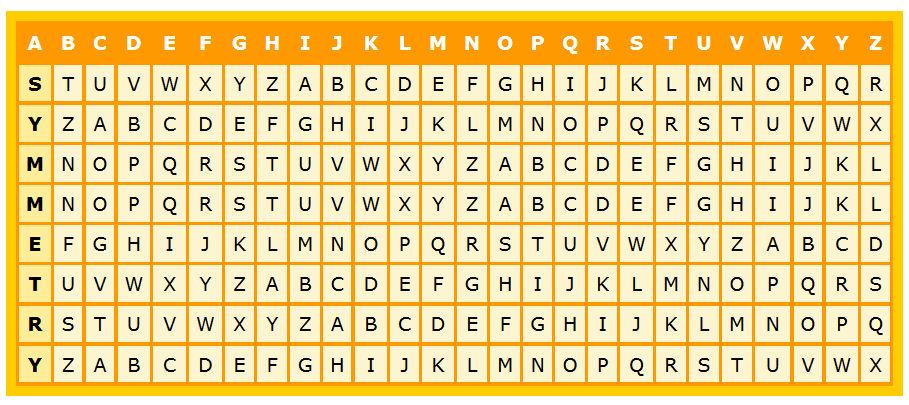 A B C D E F G H I J K L M N O P Q R S T U V W X Y Z
S T U V W X Y Z A B C D E F G H I J K L M N O P Q R
Y Z A B C D E F G H I J K L M N O P Q R S T U V W X
M N O P Q R S T U V W X Y Z A B C D E F G H I J K L
M N O P Q R S T U V W X Y Z A B C D E F G H I J K L
E F G H I J K L M N O P Q R S T U V W X Y Z A B C D
T U V W X Y Z A B C D E F G H I J K L M N O P Q R S
R S T U V W X Y Z A B C D E F G H I J K L M N O P Q
Y Z A B C D E F G H I J K L M N O P Q R S T U V W X